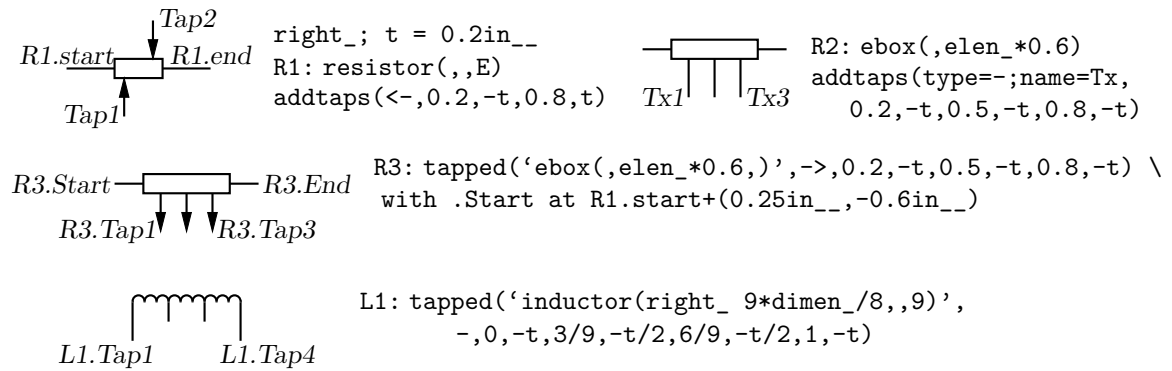 Tap2
R1.start R1.end
Tap1
right_; t = 0.2in__
R1: resistor(,,E)
addtaps(<-,0.2,-t,0.8,t)
Tx1 Tx3
R2: ebox(,elen_*0.6)
addtaps(type=-;name=Tx,
0.2,-t,0.5,-t,0.8,-t)
R3.Start R3.End
R3.Tap1 R3.Tap3
R3: tapped(‘ebox(,elen_*0.6,)’,->,0.2,-t,0.5,-t,0.8,-t) \
with .Start at R1.start+(0.25in__,-0.6in__)
L1.Tap1 L1.Tap4
L1: tapped(‘inductor(right_ 9*dimen_/8,,9)’,
-,0,-t,3/9,-t/2,6/9,-t/2,1,-t)